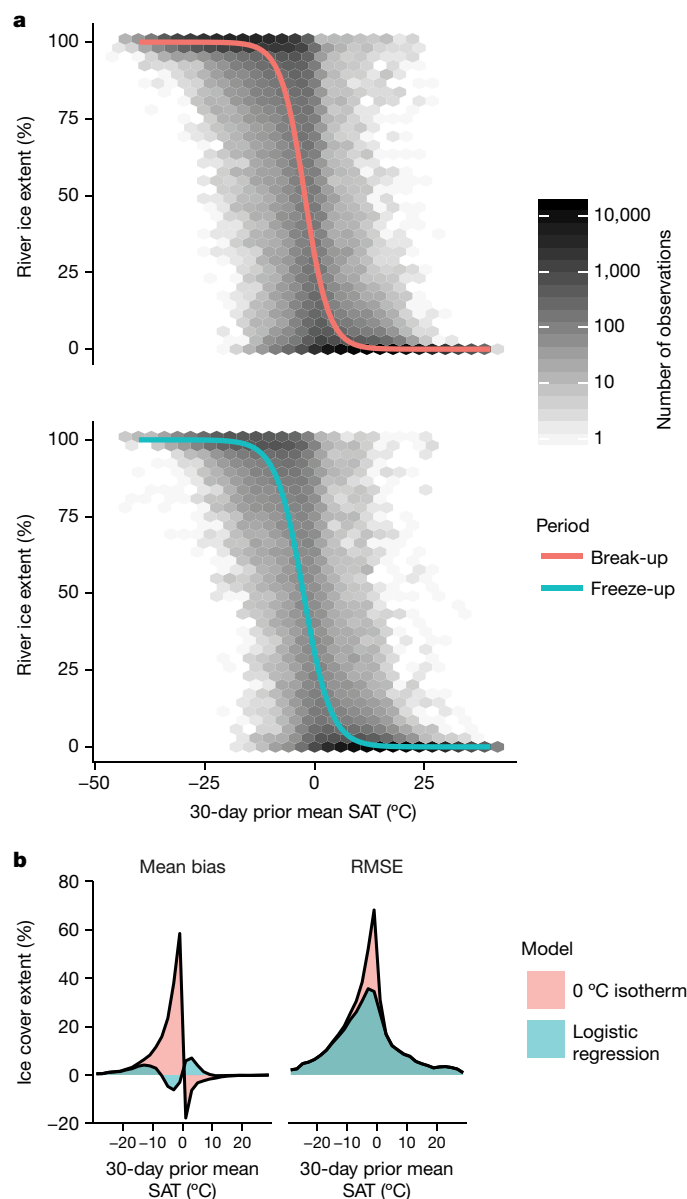 a
100
75
50
25
0
River ice extent (%)
10,000
1,000
100
10
1
Number of observations
100
75
50
25
0
River ice extent (%)
−50
−25
0
25
30-day prior mean SAT (ºC)
Period
Break-up
Freeze-up
b
Mean bias
RMSE
80
60
40
20
0
−20
Ice cover extent (%)
−20 −10 0 10 20
30-day prior mean
SAT (ºC)
−20 −10 0 10 20
30-day prior mean
SAT (ºC)
Model
0 ºC isotherm
Logistic
regression